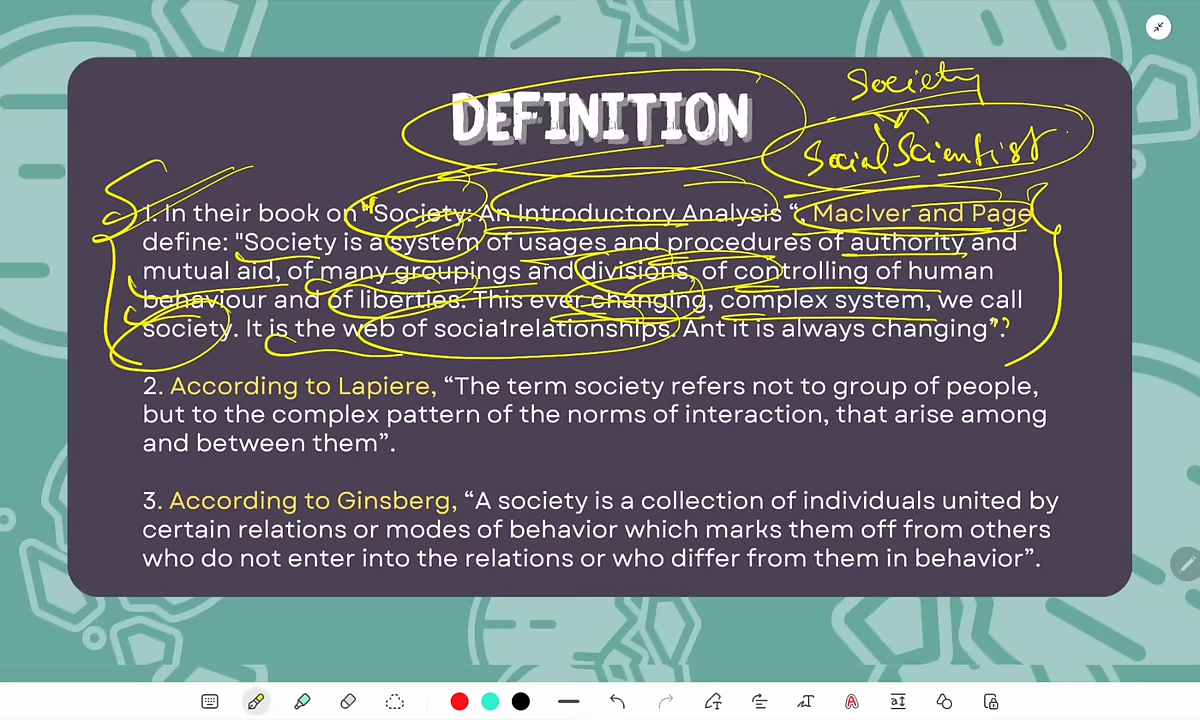 Society
DEFINITION
Social Scientist
1. In their book on "Society: An Introductory Analysis “, MacIver and Page
define: "Society is a system of usages and procedures of authority and
mutual aid, of many groupings and divisions, of controlling of human
behaviour and of liberties. This ever changing, complex system, we call
society. It is the web of socia1relationships. Ant it is always changing”.
2. According to Lapiere, “The term society refers not to group of people,
but to the complex pattern of the norms of interaction, that arise among
and between them”.
3. According to Ginsberg, “A society is a collection of individuals united by
certain relations or modes of behavior which marks them off from others
who do not enter into the relations or who differ from them in behavior”.